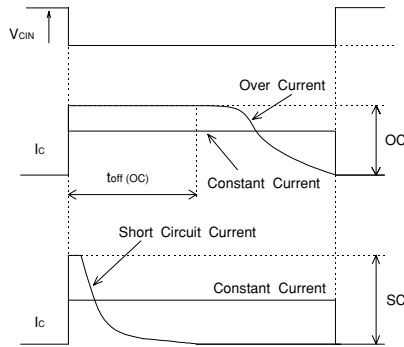 VCIN
Over Current
IC
OC
toff (OC)
Constant Current
Short Circuit Current
Constant Current
SC
IC